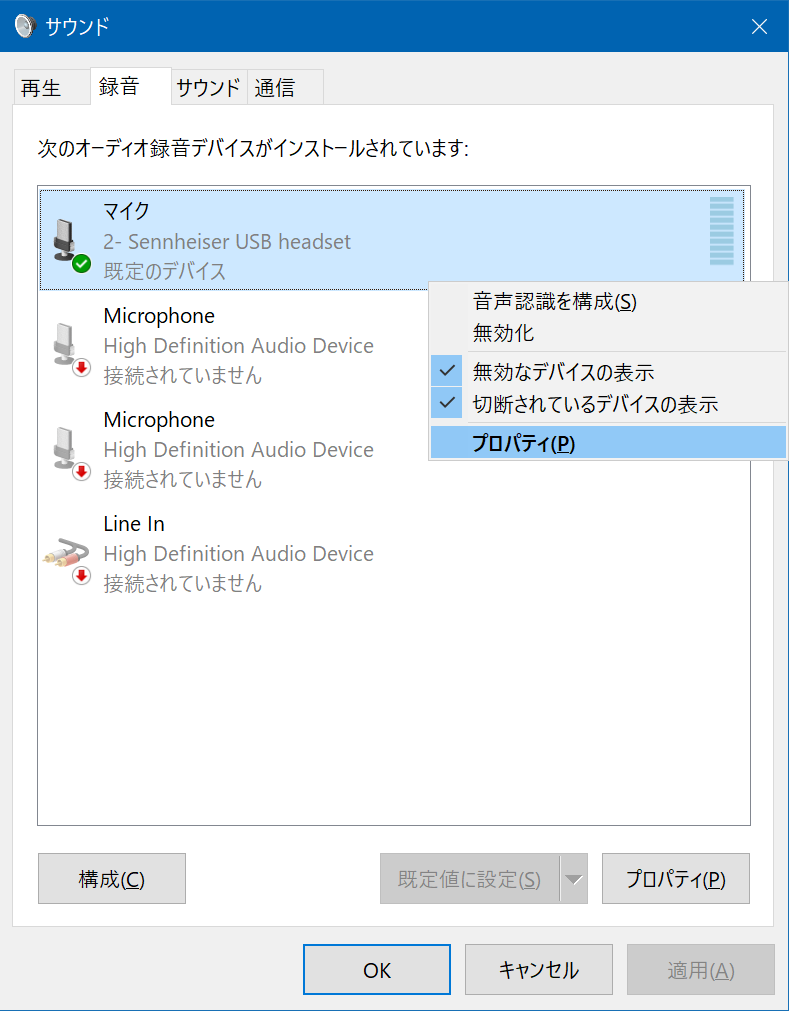 サウンド
再生
録音
サウンド
通信
次のオーディオ録音デバイスがインストールされています:
マイク
2- Sennheiser USB headset
既定のデバイス
Microphone
High Definition Audio Device
接続されていません
Microphone
High Definition Audio Device
接続されていません
Line In
High Definition Audio Device
接続されていません
音声認識を構成(S)
無効化
無効なデバイスの表示
切断されているデバイスの表示
プロパティ(P)
構成(C)
既定値に設定(S)
プロパティ(P)
OK
キャンセル
適用(A)